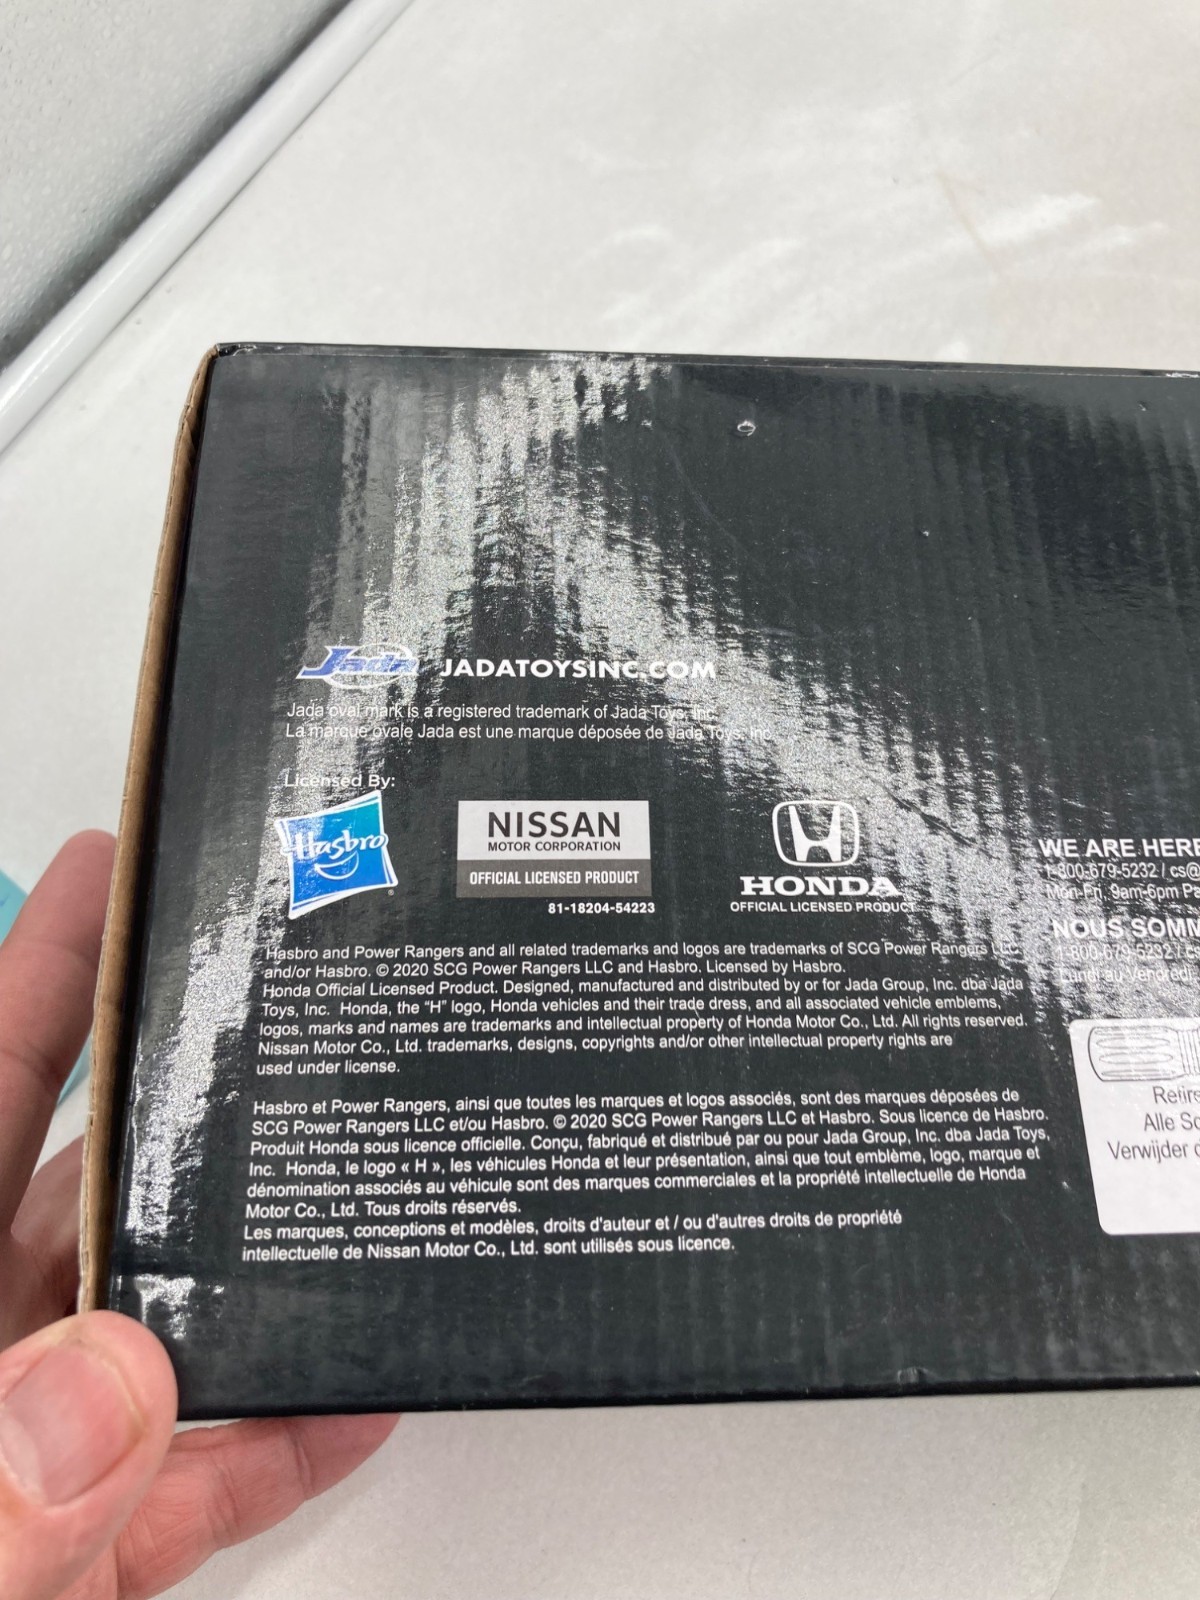 Jada JADATOYSINC.COM
Jada oval mark is a registered trademark of Jada Toys, Inc.
La marque ovale Jada est une marque déposée de Jada Toys, Inc.
Licensed By:
Hasbro
®
NISSAN
MOTOR CORPORATION
OFFICIAL LICENSED PRODUCT
81-18204-54223
HONDA
OFFICIAL LICENSED PRODUCT
Hasbro and Power Rangers and all related trademarks and logos are trademarks of SCG Power Rangers LLC
and/or Hasbro. © 2020 SCG Power Rangers LLC and Hasbro. Licensed by Hasbro.
Honda Official Licensed Product. Designed, manufactured and distributed by or for Jada Group, Inc. dba Jada
Toys, Inc. Honda, the “H” logo, Honda vehicles and their trade dress, and all associated vehicle emblems,
logos, marks and names are trademarks and intellectual property of Honda Motor Co., Ltd. All rights reserved.
Nissan Motor Co., Ltd. trademarks, designs, copyrights and/or other intellectual property rights are
used under license.
Hasbro et Power Rangers, ainsi que toutes les marques et logos associés, sont des marques déposées de
SCG Power Rangers LLC et/ou Hasbro. © 2020 SCG Power Rangers LLC et Hasbro. Sous licence de Hasbro.
Produit Honda sous licence officielle. Conçu, fabriqué et distribué par ou pour Jada Group, Inc. dba Jada Toys,
Inc. Honda, le logo « H », les véhicules Honda et leur présentation, ainsi que tout emblème, logo, marque et
dénomination associés au véhicule sont des marques commerciales et la propriété intellectuelle de Honda
Motor Co., Ltd. Tous droits réservés.
Les marques, conceptions et modèles, droits d'auteur et / ou d'autres droits de propriété
intellectuelle de Nissan Motor Co., Ltd. sont utilisés sous licence.
WE ARE HERE
1-800-679-5232 / cs@
Mon-Fri, 9am-6pm Pa
NOUS SOMM
1-800-679-5232 / cs
Lundi au Vendredi
Retire
Alle Sc
Verwijder